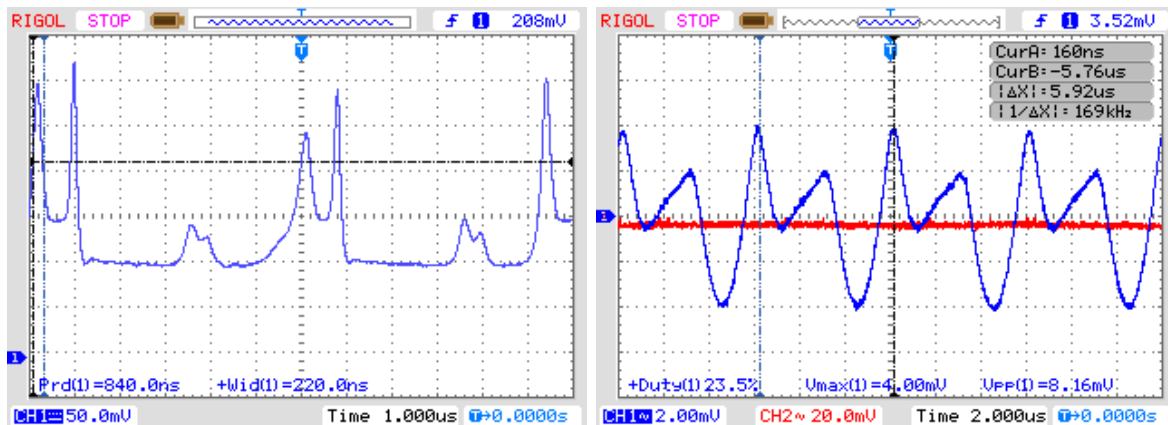 RIGOL STOP T f 1 208mV
T
1
Prd(1)=840.0ns +Wid(1)=220.0ns
CH1 50.0mV Time 1.000us T→0.0000s
RIGOL STOP T f 1 3.52mV
T
CurA: 160ns
CurB:-5.76us
|ΔX|: 5.92us
|1/ΔX|: 169kHz
1
+Duty(1) 23.5% Vmax(1)=4.00mV Vpp(1)=8.16mV
CH1~ 2.00mV CH2~ 20.0mV Time 2.000us T→0.0000s